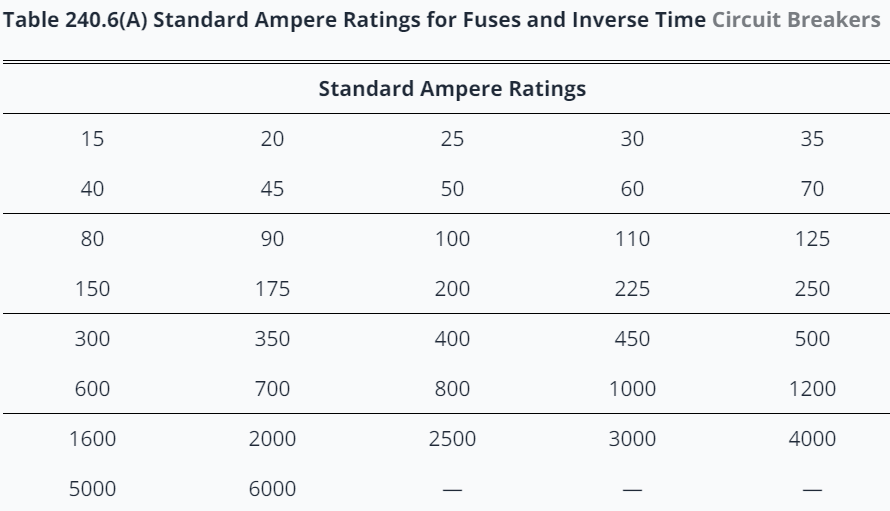 Table 240.6(A) Standard Ampere Ratings for Fuses and Inverse Time Circuit Breakers
Standard Ampere Ratings
15 20 25 30 35
40 45 50 60 70
80 90 100 110 125
150 175 200 225 250
300 350 400 450 500
600 700 800 1000 1200
1600 2000 2500 3000 4000
5000 6000 — — —